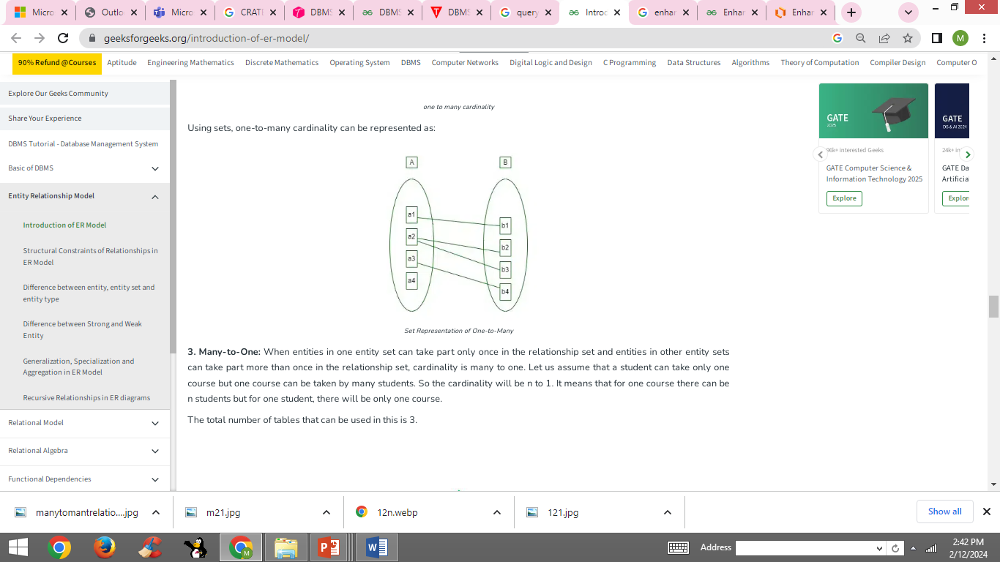 Micro
Outlo
Micro
CRATI
DBMS
DBMS
DBMS
query
Introc
enhar
Enhar
Enhar
geeksforgeeks.org/introduction-of-er-model/
M
90% Refund @Courses
Aptitude
Engineering Mathematics
Discrete Mathematics
Operating System
DBMS
Computer Networks
Digital Logic and Design
C Programming
Data Structures
Algorithms
Theory of Computation
Compiler Design
Computer O
Explore Our Geeks Community
Share Your Experience
DBMS Tutorial - Database Management System
Basic of DBMS
Entity Relationship Model
Introduction of ER Model
Structural Constraints of Relationships in
ER Model
Difference between entity, entity set and
entity type
Difference between Strong and Weak
Entity
Generalization, Specialization and
Aggregation in ER Model
Recursive Relationships in ER diagrams
Relational Model
Relational Algebra
Functional Dependencies
one to many cardinality
Using sets, one-to-many cardinality can be represented as:
A
B
a1
a2
a3
a4
b1
b2
b3
b4
Set Representation of One-to-Many
3. Many-to-One: When entities in one entity set can take part only once in the relationship set and entities in other entity sets
can take part more than once in the relationship set, cardinality is many to one. Let us assume that a student can take only one
course but one course can be taken by many students. So the cardinality will be n to 1. It means that for one course there can be
n students but for one student, there will be only one course.
The total number of tables that can be used in this is 3.
GATE
2025
96k+ interested Geeks
GATE Computer Science &
Information Technology 2025
Explore
GATE
DS & AI 2024
24k+ in
GATE Da
Artificial
Explore
manytomantrelatio....jpg
m21.jpg
12n.webp
121.jpg
Show all
Address
2:42 PM
2/12/2024